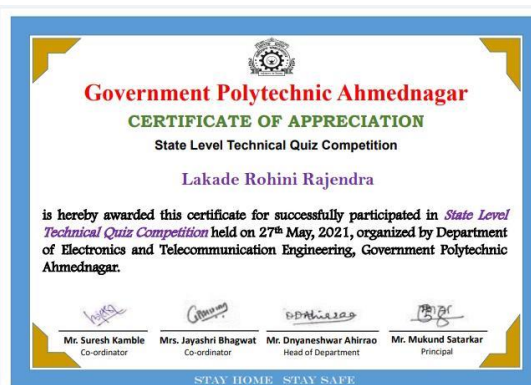 Government Polytechnic Ahmednagar
CERTIFICATE OF APPRECIATION
State Level Technical Quiz Competition
Lakade Rohini Rajendra
is hereby awarded this certificate for successfully participated in State Level
Technical Quiz Competition held on 27th May, 2021, organized by Department
of Electronics and Telecommunication Engineering, Government Polytechnic
Ahmednagar.
Mr. Suresh Kamble Mrs. Jayashri Bhagwat Mr. Dnyaneshwar Ahirrao Mr. Mukund Satarkar
Co-ordinator Co-ordinator Head of Department Principal
STAY HOME STAY SAFE